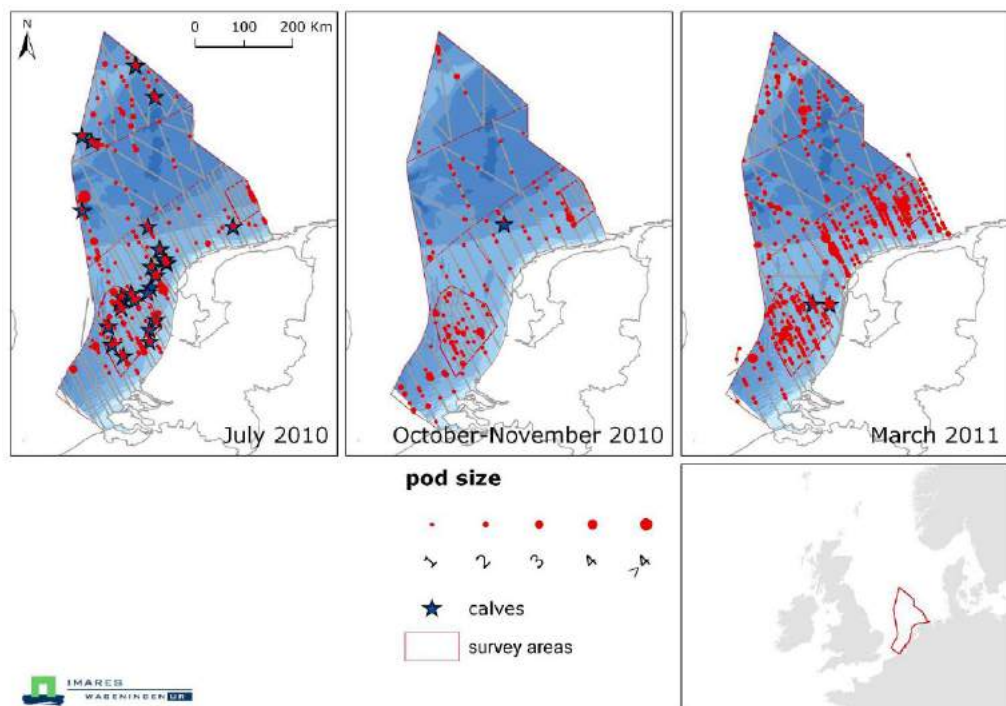 N
0 100 200 Km
July 2010
October-November 2010
March 2011
pod size
1 2 3 4 >4
calves
survey areas
IMARES
WAGENINGEN UR